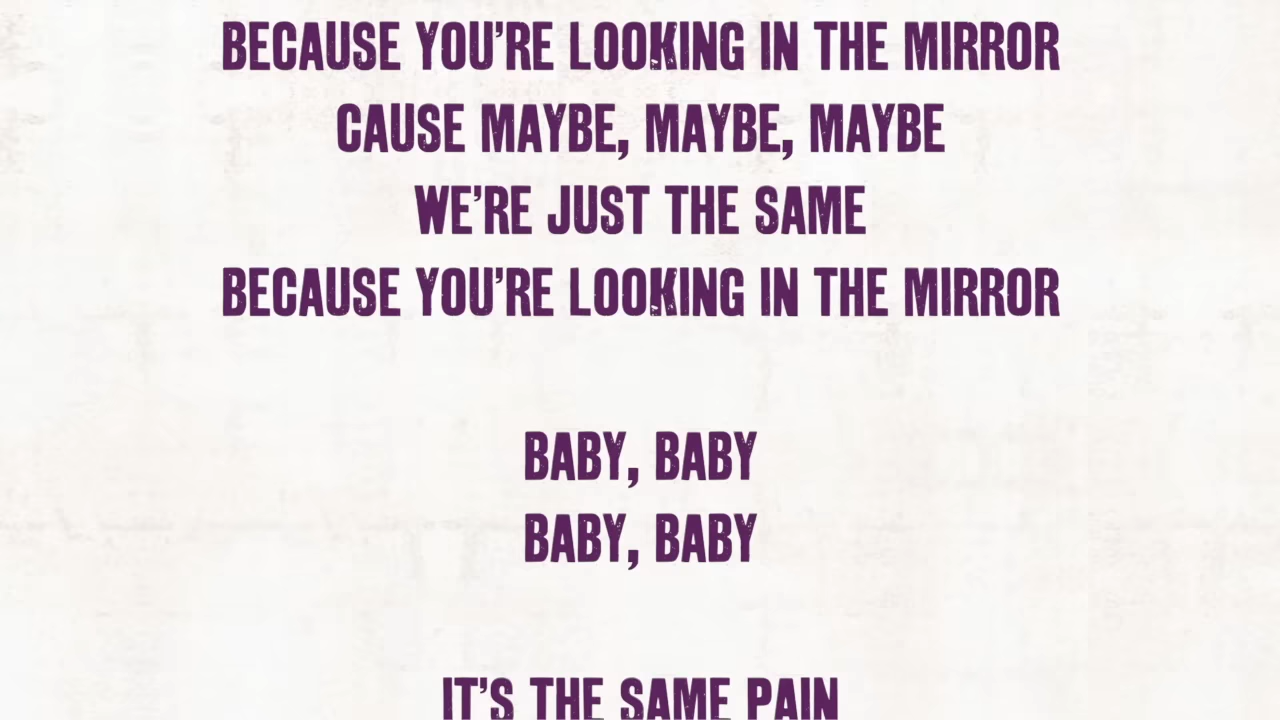 BECAUSE YOU'RE LOOKING IN THE MIRROR
CAUSE MAYBE, MAYBE, MAYBE
WE'RE JUST THE SAME
BECAUSE YOU'RE LOOKING IN THE MIRROR
BABY, BABY
BABY, BABY
IT'S THE SAME PAIN